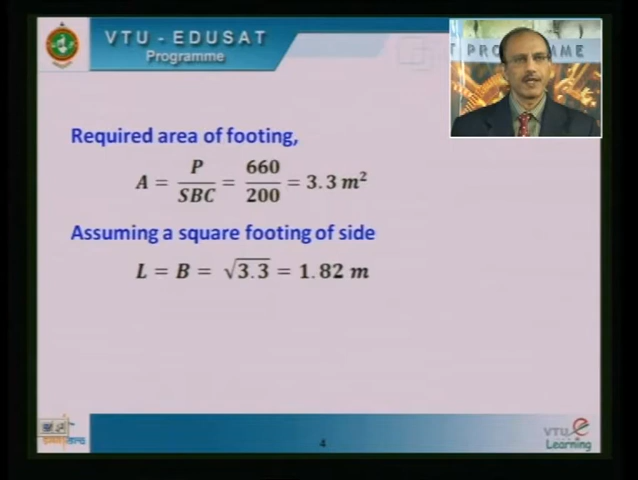 VTU - EDUSAT
Programme
T PROGRAMME
Required area of footing,
A = P/SBC = 660/200 = 3.3 m²
Assuming a square footing of side
L = B = √3.3 = 1.82 m
4
VTU e
Learning